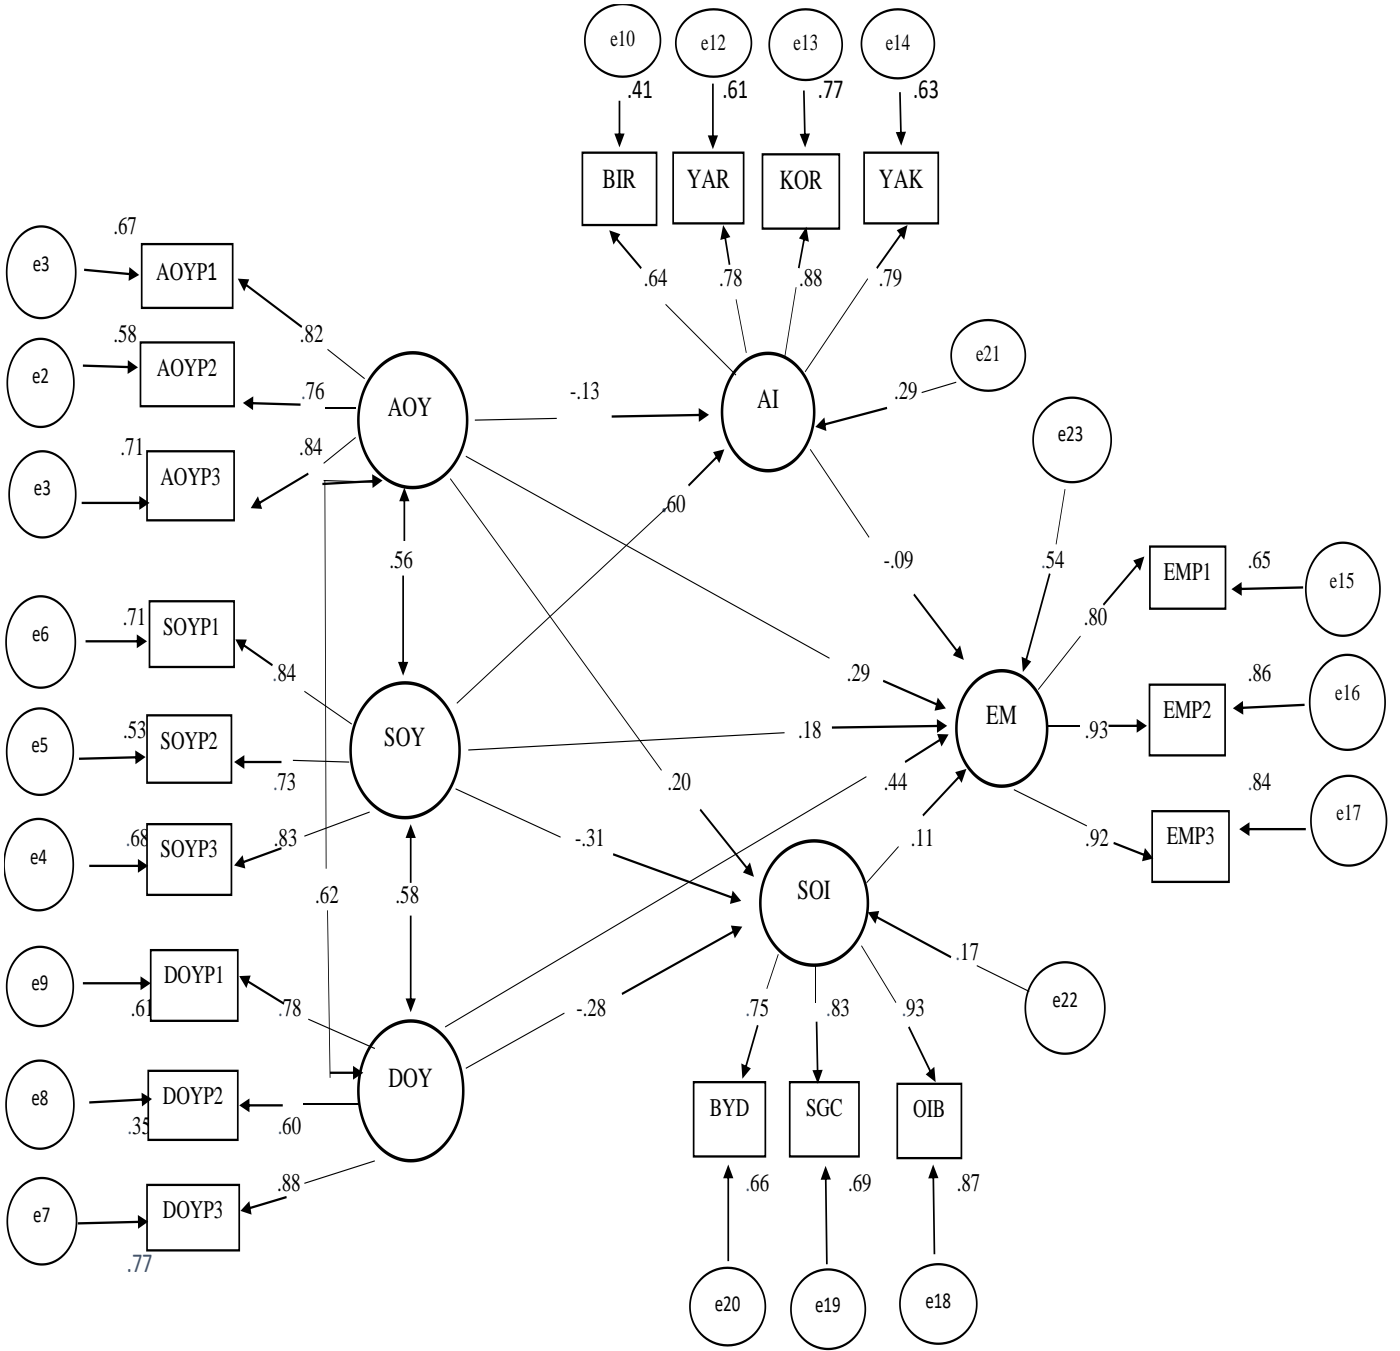 e10 e12 e13 e14
.41 .61 .77 .63
BIR YAR KOR YAK
.64 .78 .88 .79
.67
e3 AOYP1
.82
.58
e2 AOYP2
.76
.71
e3 AOYP3
.84
AOY
-.13
AI
e21
.29
e23
.54
.60
.56
-.09
.29
.71
e6 SOYP1
.84
.53
e5 SOYP2
.73
.68
e4 SOYP3
.83
SOY
.18
.20
.44
-.31
.11
EM
EMP1 .65 e15
.80
.86
EMP2 e16
.93
.84
EMP3 e17
.92
.62
.58
SOI
.17
e22
e9 DOYP1
.61
.78
e8 DOYP2
.35
.60
.88
e7 DOYP3
.77
DOY
-.28
.75 .83 .93
BYD SGC OIB
.66 .69 .87
e20 e19 e18